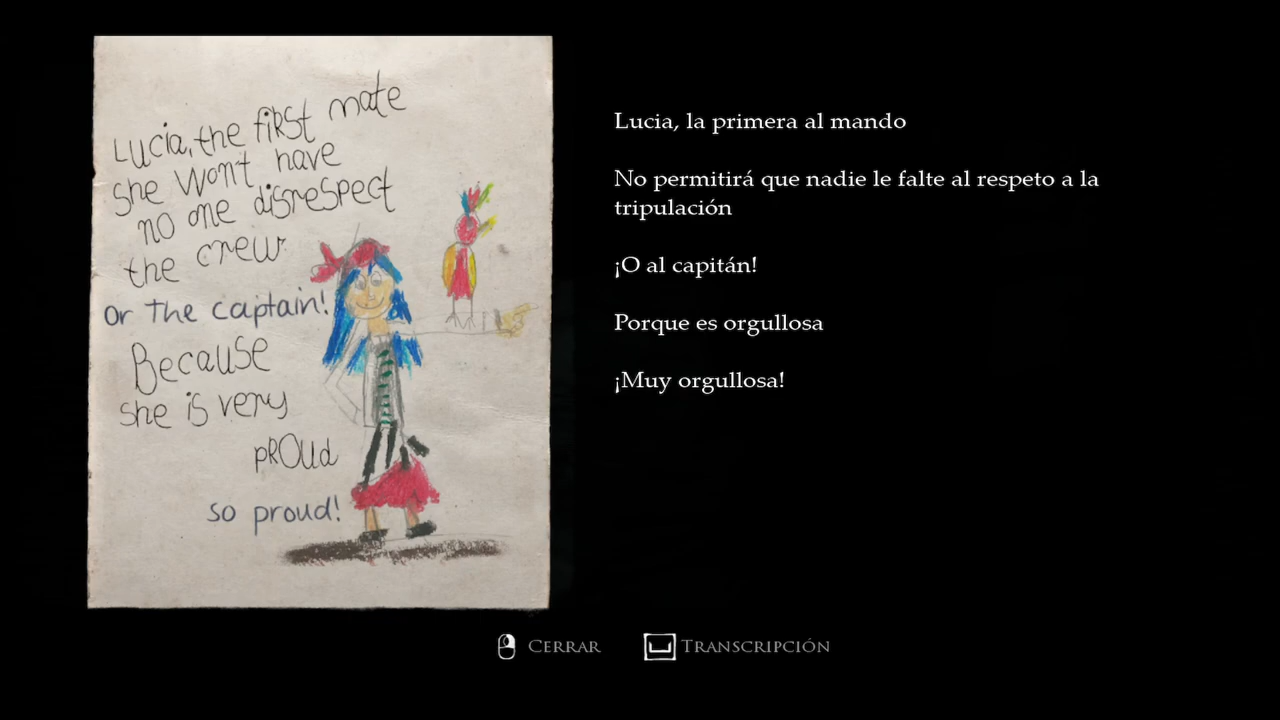 Lucia, the first mate
she won't have
no one disrespect
the crew
or the captain!
Because
she is very
proud
so proud!
Lucia, la primera al mando
No permitirá que nadie le falte al respeto a la
tripulación
¡O al capitán!
Porque es orgullosa
¡Muy orgullosa!
Cerrar
Transcripción